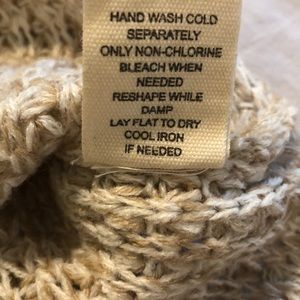 HAND WASH COLD
SEPARATELY
ONLY NON-CHLORINE
BLEACH WHEN
NEEDED
RESHAPE WHILE
DAMP
LAY FLAT TO DRY
COOL IRON
IF NEEDED